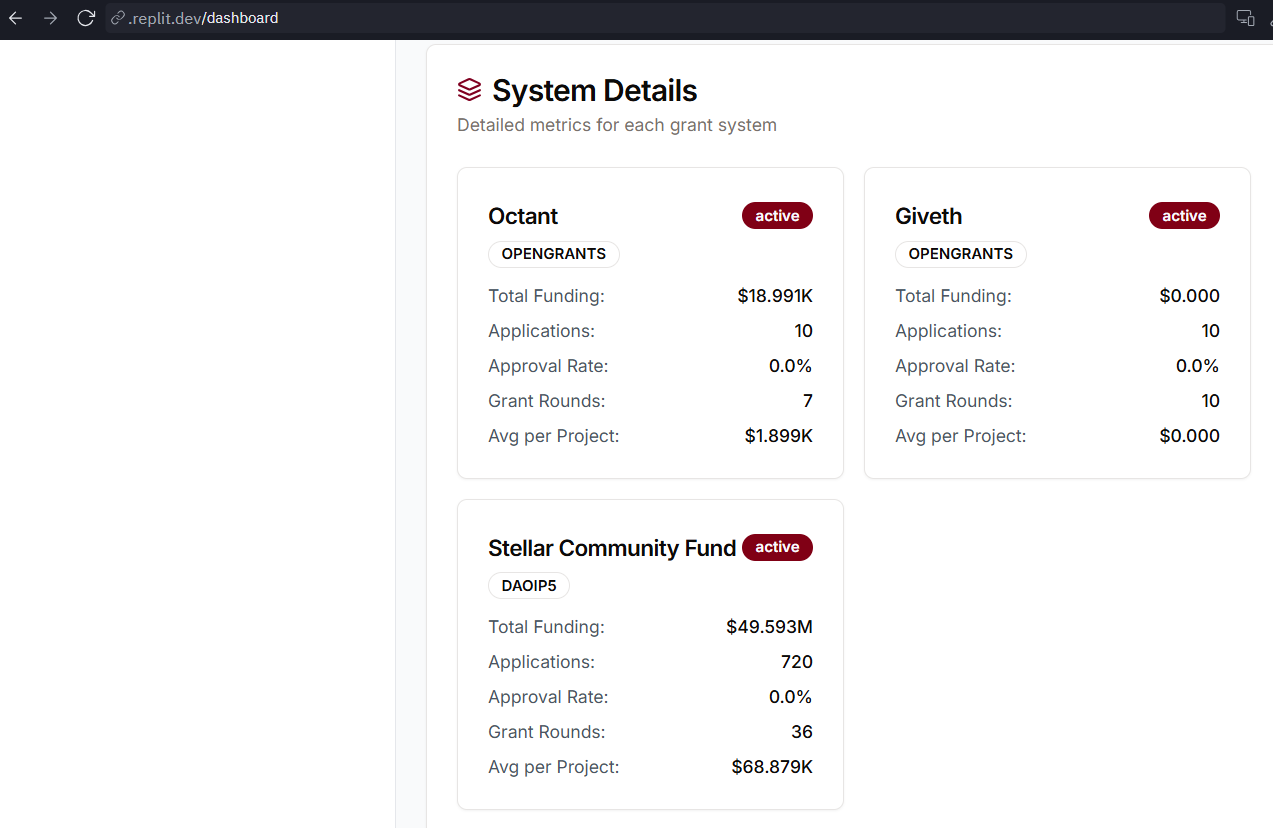 .replit.dev/dashboard
System Details
Detailed metrics for each grant system
Octant active
OPENGRANTS
Total Funding: $18.991K
Applications: 10
Approval Rate: 0.0%
Grant Rounds: 7
Avg per Project: $1.899K
Giveth active
OPENGRANTS
Total Funding: $0.000
Applications: 10
Approval Rate: 0.0%
Grant Rounds: 10
Avg per Project: $0.000
Stellar Community Fund active
DAOIP5
Total Funding: $49.593M
Applications: 720
Approval Rate: 0.0%
Grant Rounds: 36
Avg per Project: $68.879K